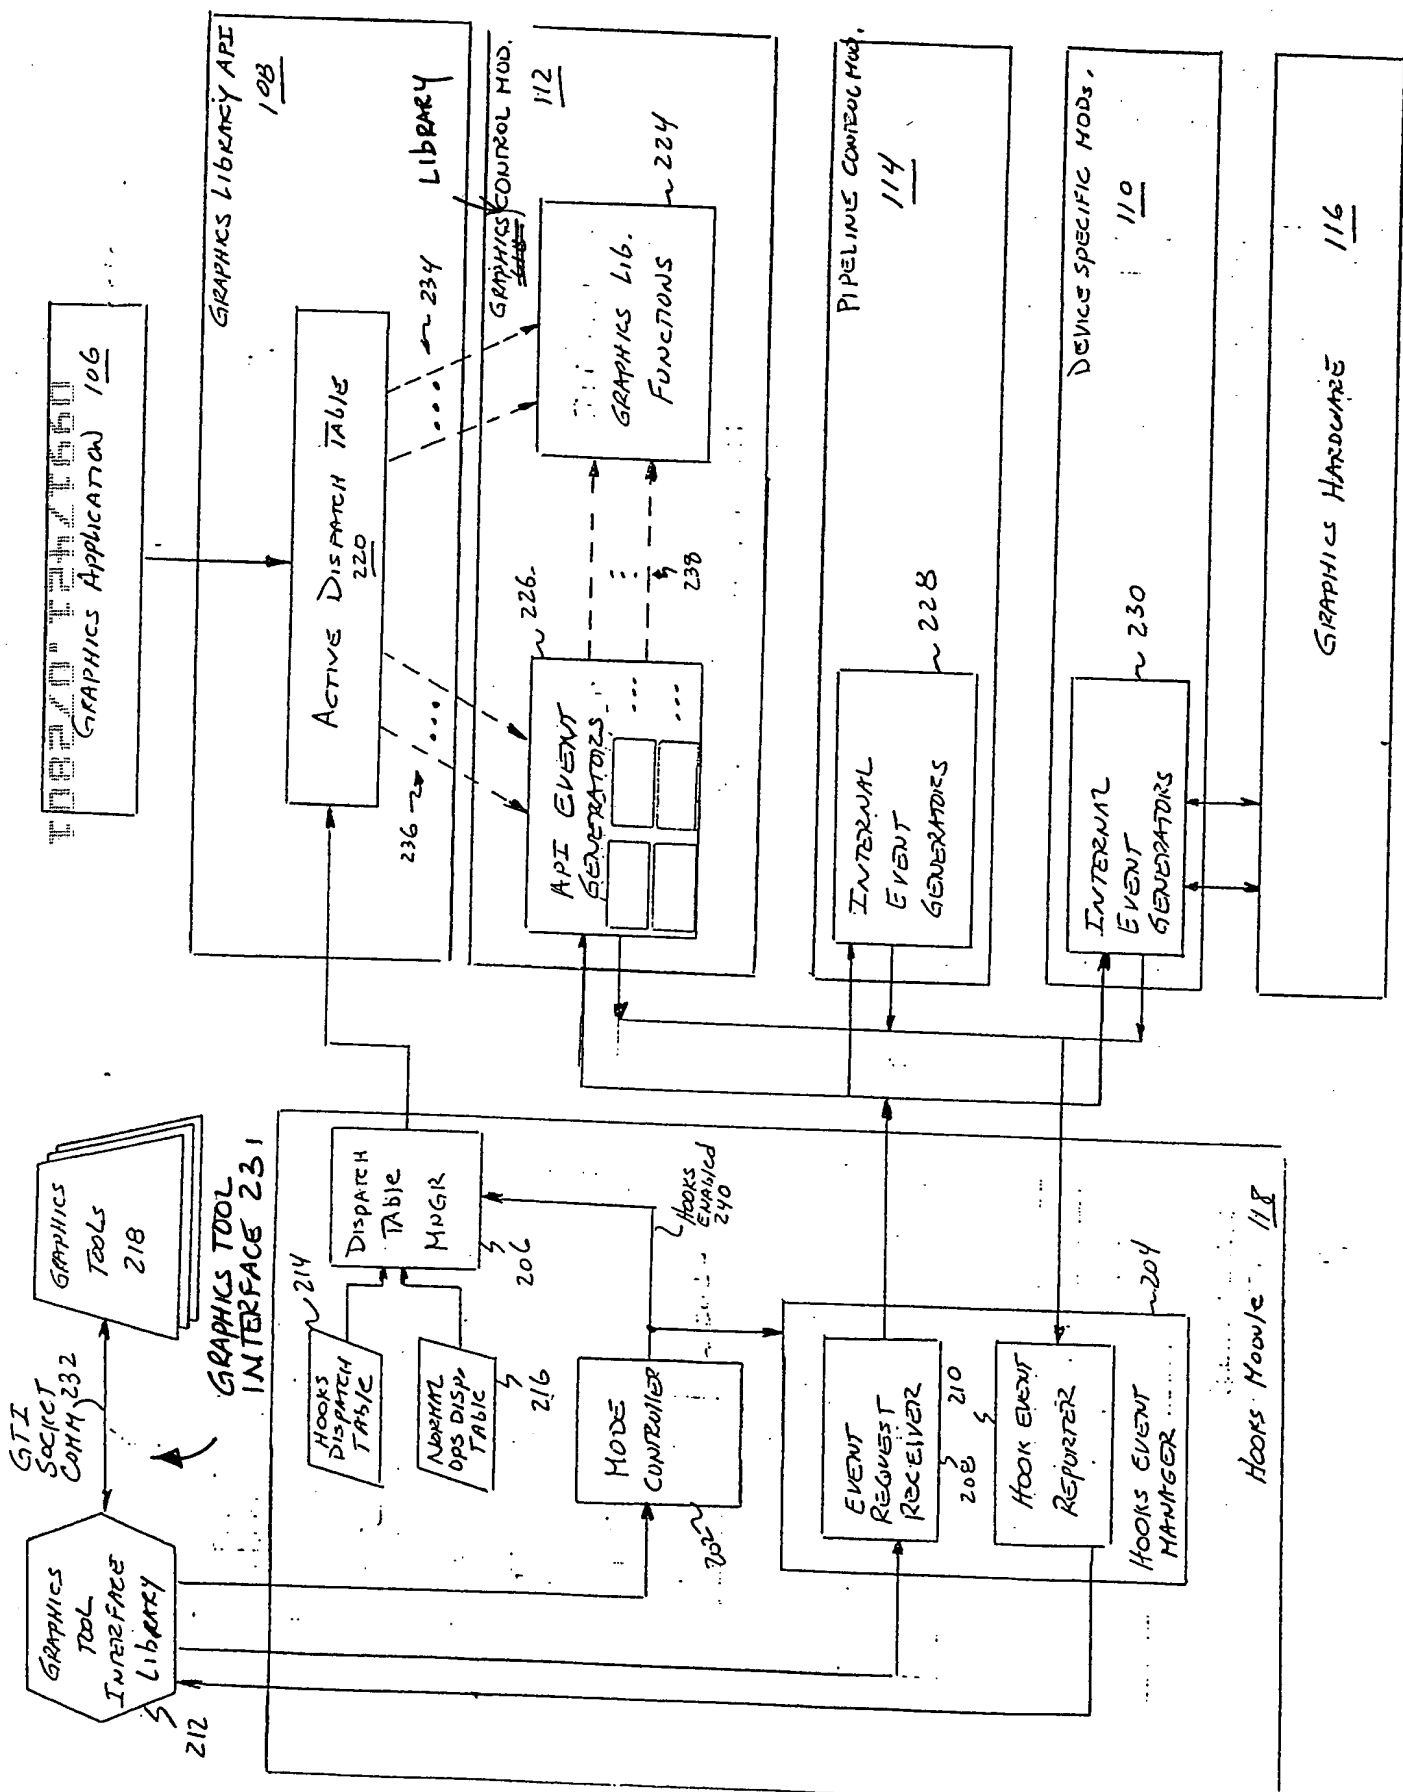 GTI
SOCKET
COMM 232
GRAPHICS
TOOL
INTERFACE
LIBRARY
212
GRAPHICS
TOOLS
218
GRAPHICS TOOL
INTERFACE 231
214
HOOKS
DISPATCH
TABLE
NORMAL
OPS DISP.
TABLE
216
DISPATCH
TABLE
MNGR
206
HOOKS
ENABLED
240
MODE
CONTROLLER
202
EVENT
REQUEST
RECEIVER
208
210
HOOK EVENT
REPORTER
HOOKS EVENT
MANAGER
204
HOOKS MODULE 118
GRAPHICS APPLICATION 106
GRAPHICS LIBRARY API
108
ACTIVE DISPATCH TABLE
220
236
234
LIBRARY
GRAPHICS CONTROL MOD.
112
226
API EVENT
GENERATORS
238
GRAPHICS LIB.
FUNCTIONS
224
PIPELINE CONTROL MOD.
114
INTERNAL
EVENT
GENERATORS
228
DEVICE SPECIFIC MODS.
110
INTERNAL
EVENT
GENERATORS
230
GRAPHICS HARDWARE 116